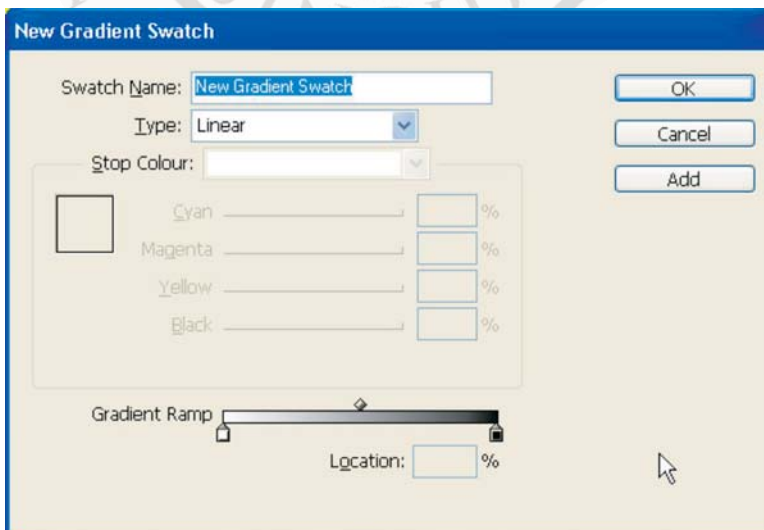 New Gradient Swatch
Swatch Name: New Gradient Swatch
OK
Type: Linear
Cancel
Stop Colour:
Add
Cyan %
Magenta %
Yellow %
Black %
Gradient Ramp
Location: %